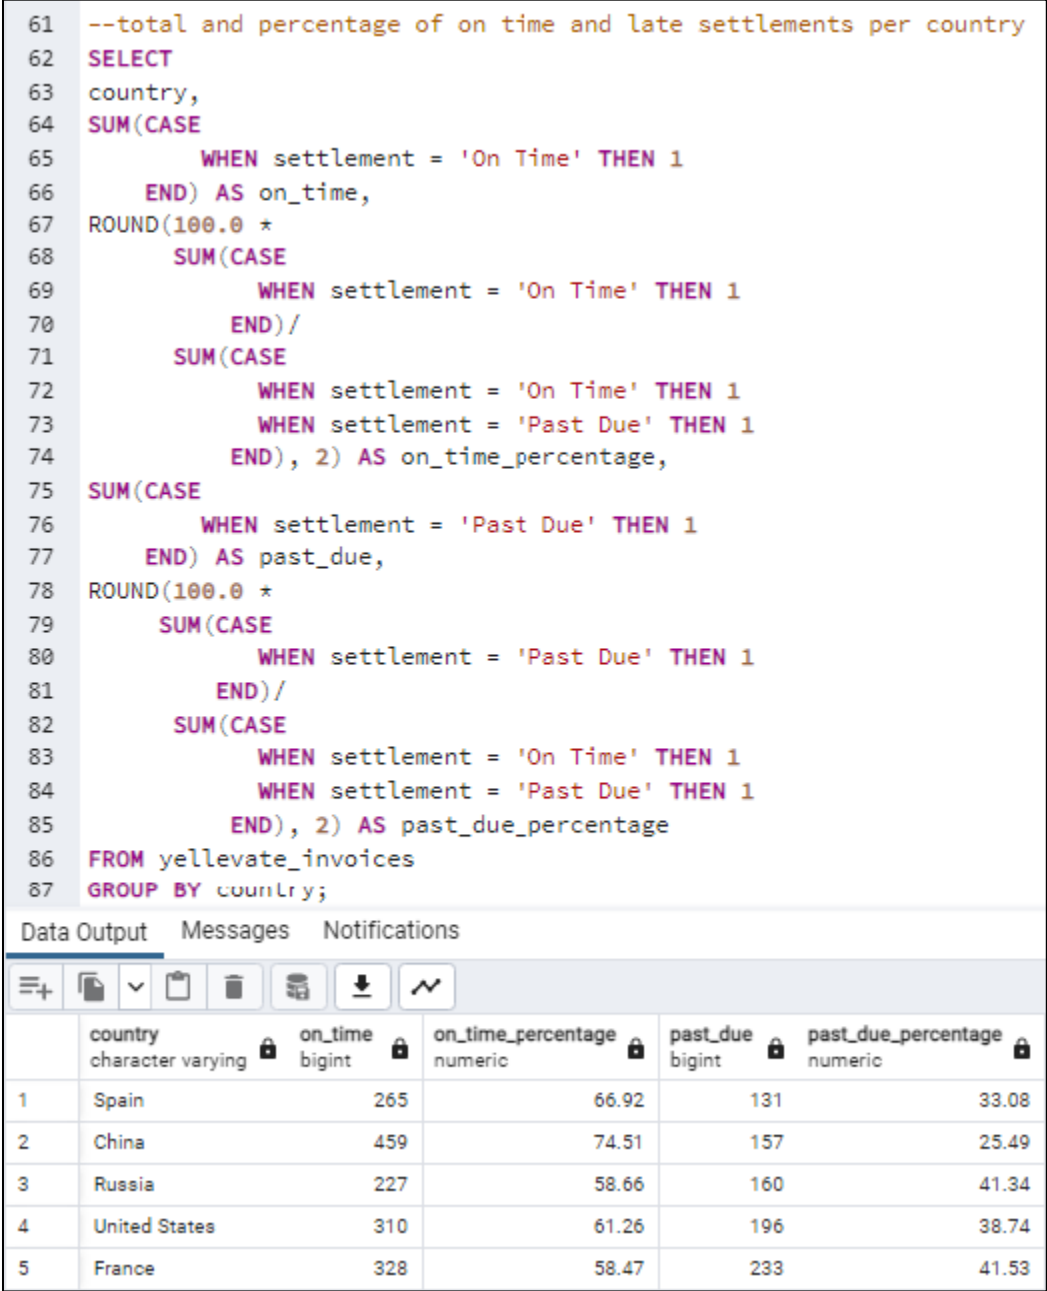 61 --total and percentage of on time and late settlements per country
62 SELECT
63 country,
64 SUM(CASE
65 WHEN settlement = 'On Time' THEN 1
66 END) AS on_time,
67 ROUND(100.0 *
68 SUM(CASE
69 WHEN settlement = 'On Time' THEN 1
70 END)/
71 SUM(CASE
72 WHEN settlement = 'On Time' THEN 1
73 WHEN settlement = 'Past Due' THEN 1
74 END), 2) AS on_time_percentage,
75 SUM(CASE
76 WHEN settlement = 'Past Due' THEN 1
77 END) AS past_due,
78 ROUND(100.0 *
79 SUM(CASE
80 WHEN settlement = 'Past Due' THEN 1
81 END)/
82 SUM(CASE
83 WHEN settlement = 'On Time' THEN 1
84 WHEN settlement = 'Past Due' THEN 1
85 END), 2) AS past_due_percentage
86 FROM yellevate_invoices
87 GROUP BY country;
Data Output Messages Notifications
country on_time on_time_percentage past_due past_due_percentage
character varying bigint numeric bigint numeric
1 Spain 265 66.92 131 33.08
2 China 459 74.51 157 25.49
3 Russia 227 58.66 160 41.34
4 United States 310 61.26 196 38.74
5 France 328 58.47 233 41.53